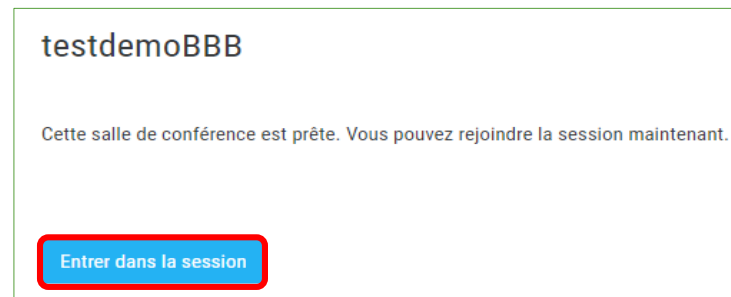 testdemoBBB
Cette salle de conférence est prête. Vous pouvez rejoindre la session maintenant.
Entrer dans la session